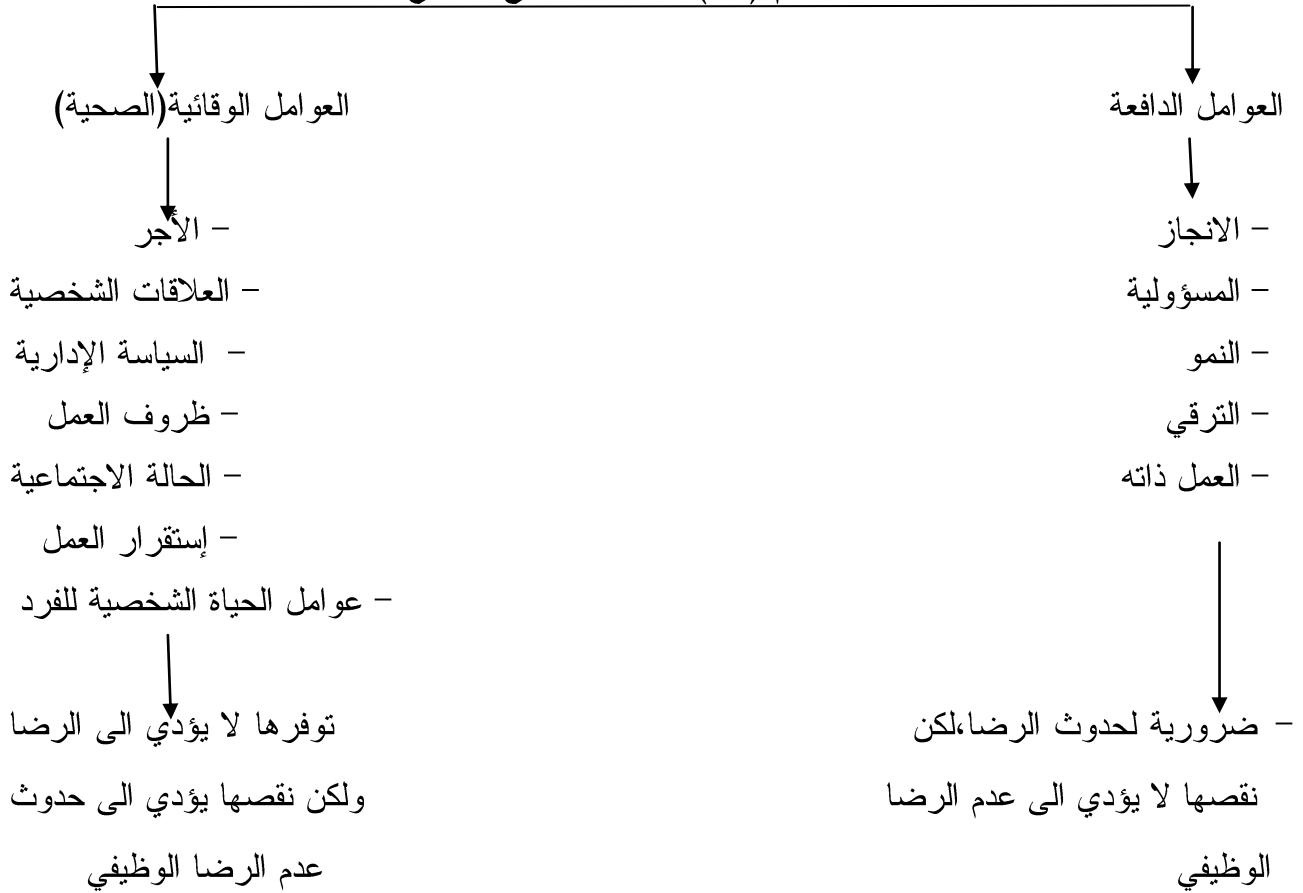 العوامل الدافعة
- الانجاز
- المسؤولية
- النمو
- الترقي
- العمل ذاته
- ضرورية لحدوث الرضا،لكن
نقصها لا يؤدي الى عدم الرضا
الوظيفي
العوامل الوقائية(الصحية)
- الأجر
- العلاقات الشخصية
- السياسة الإدارية
- ظروف العمل
- الحالة الاجتماعية
- إستقرار العمل
- عوامل الحياة الشخصية للفرد
توفرها لا يؤدي الى الرضا
ولكن نقصها يؤدي الى حدوث
عدم الرضا الوظيفي